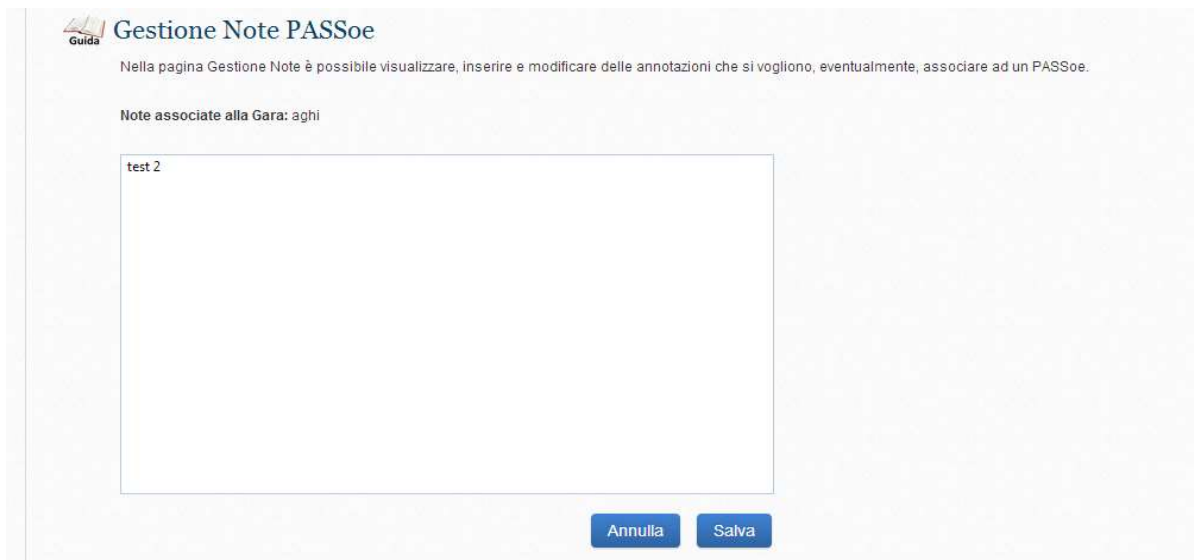 Guida
Gestione Note PASSoe
Nella pagina Gestione Note è possibile visualizzare, inserire e modificare delle annotazioni che si vogliono, eventualmente, associare ad un PASSoe.
Note associate alla Gara: aghi
test 2
Annulla
Salva